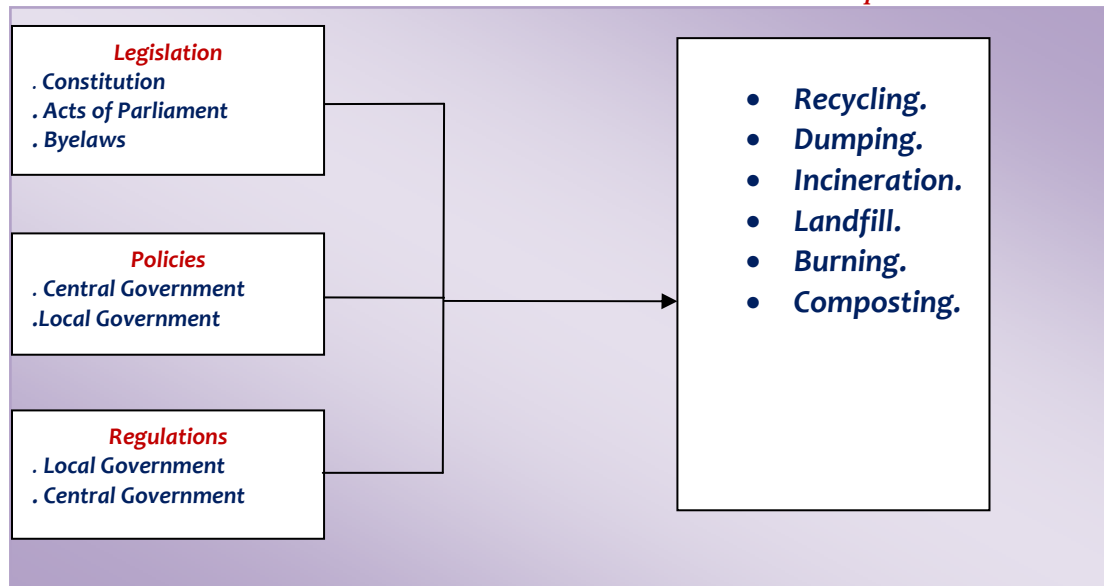 Legislation
. Constitution
. Acts of Parliament
. Byelaws
Policies
. Central Government
.Local Government
Regulations
. Local Government
. Central Government
• Recycling.
• Dumping.
• Incineration.
• Landfill.
• Burning.
• Composting.